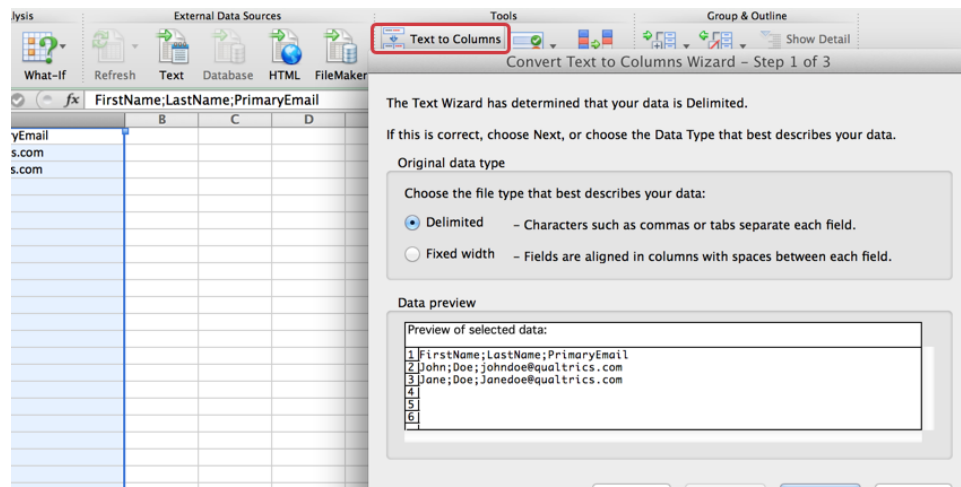 lysis External Data Sources Tools Group & Outline
Text to Columns Show Detail
What-If Refresh Text Database HTML FileMaker
Convert Text to Columns Wizard – Step 1 of 3
fx FirstName;LastName;PrimaryEmail
B C D
yEmail
s.com
s.com
The Text Wizard has determined that your data is Delimited.
If this is correct, choose Next, or choose the Data Type that best describes your data.
Original data type
Choose the file type that best describes your data:
Delimited – Characters such as commas or tabs separate each field.
Fixed width – Fields are aligned in columns with spaces between each field.
Data preview
Preview of selected data:
1 FirstName;LastName;PrimaryEmail
2 John;Doe;johndoe@qualtrics.com
3 Jane;Doe;Janedoe@qualtrics.com
4
5
6